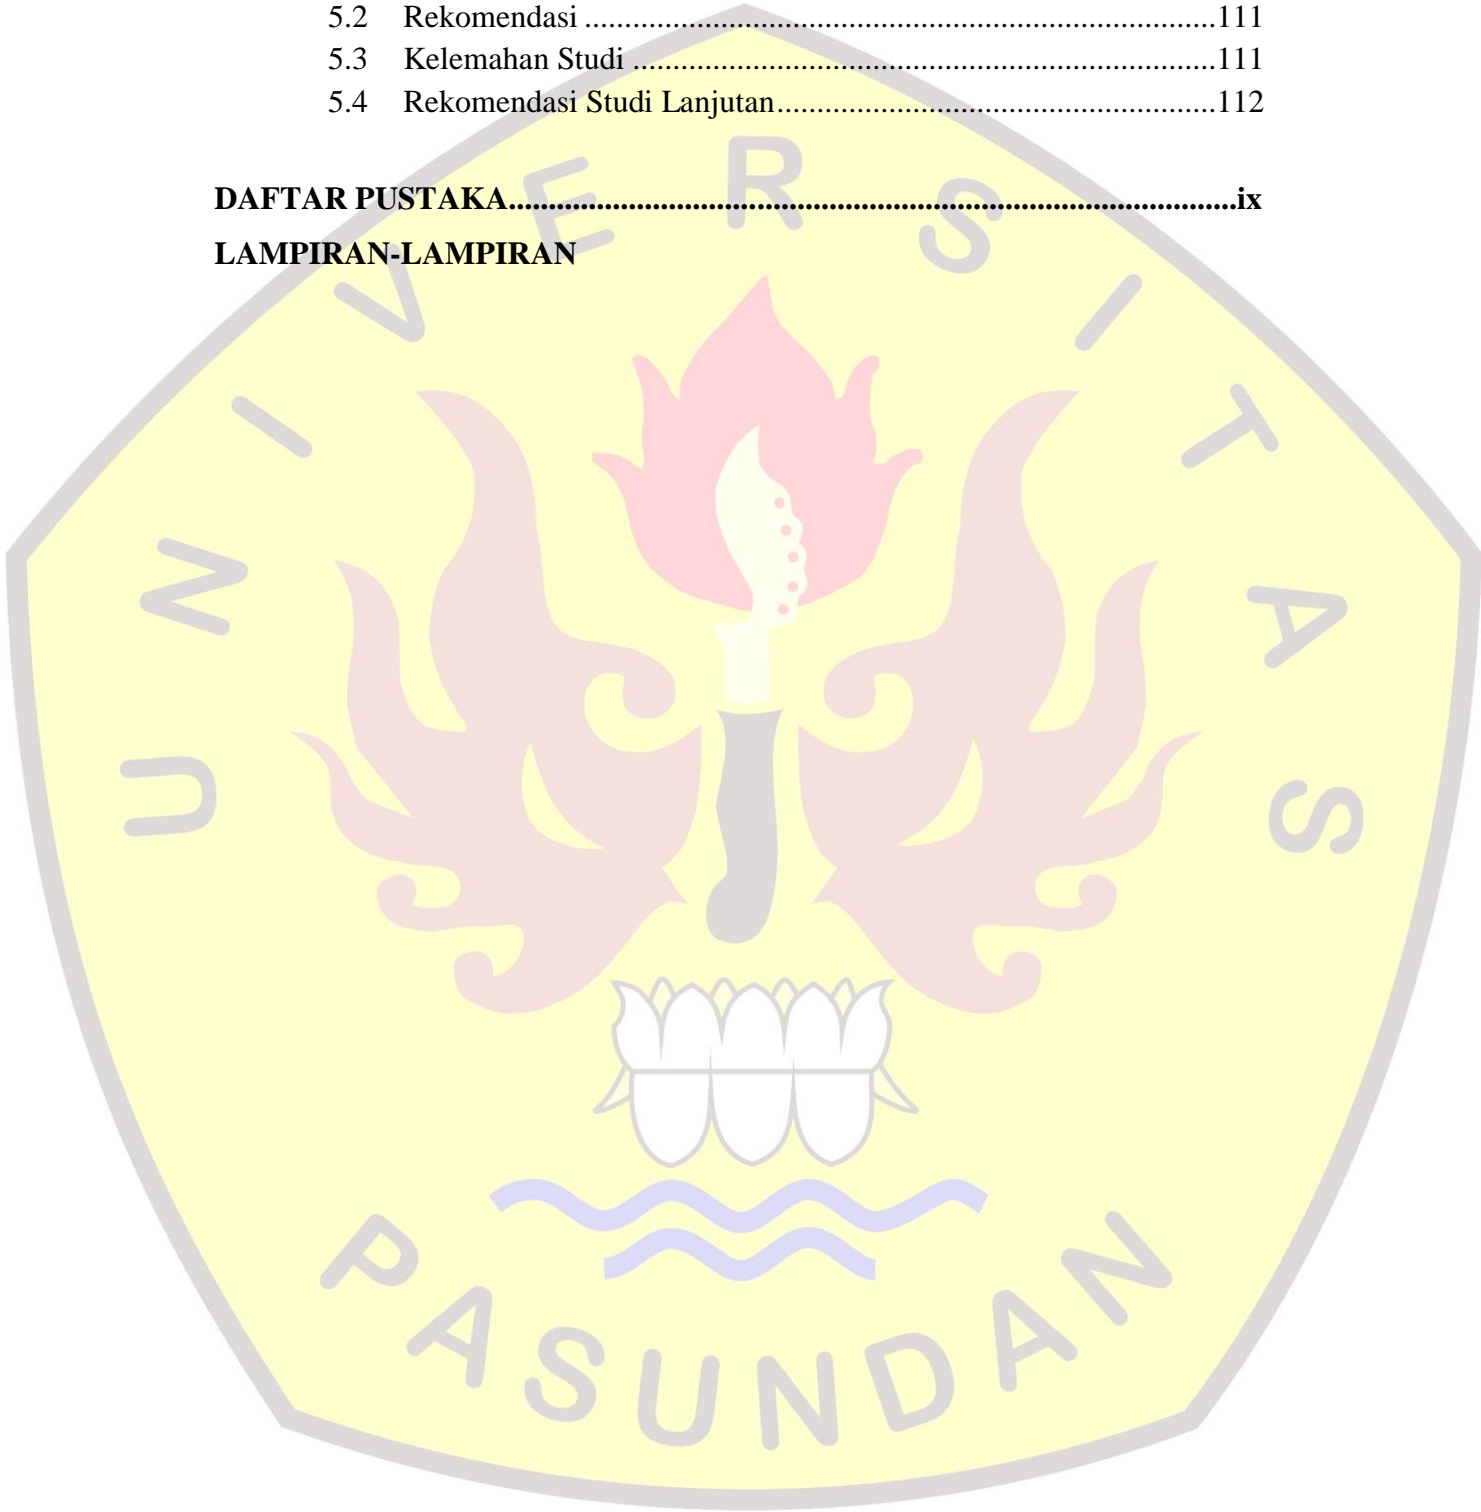 5.2 Rekomendasi ...............................................................................111
5.3 Kelemahan Studi .........................................................................111
5.4 Rekomendasi Studi Lanjutan.......................................................112
DAFTAR PUSTAKA...........................................................................................ix
LAMPIRAN-LAMPIRAN
UNIVERSITAS
PASUNDAN